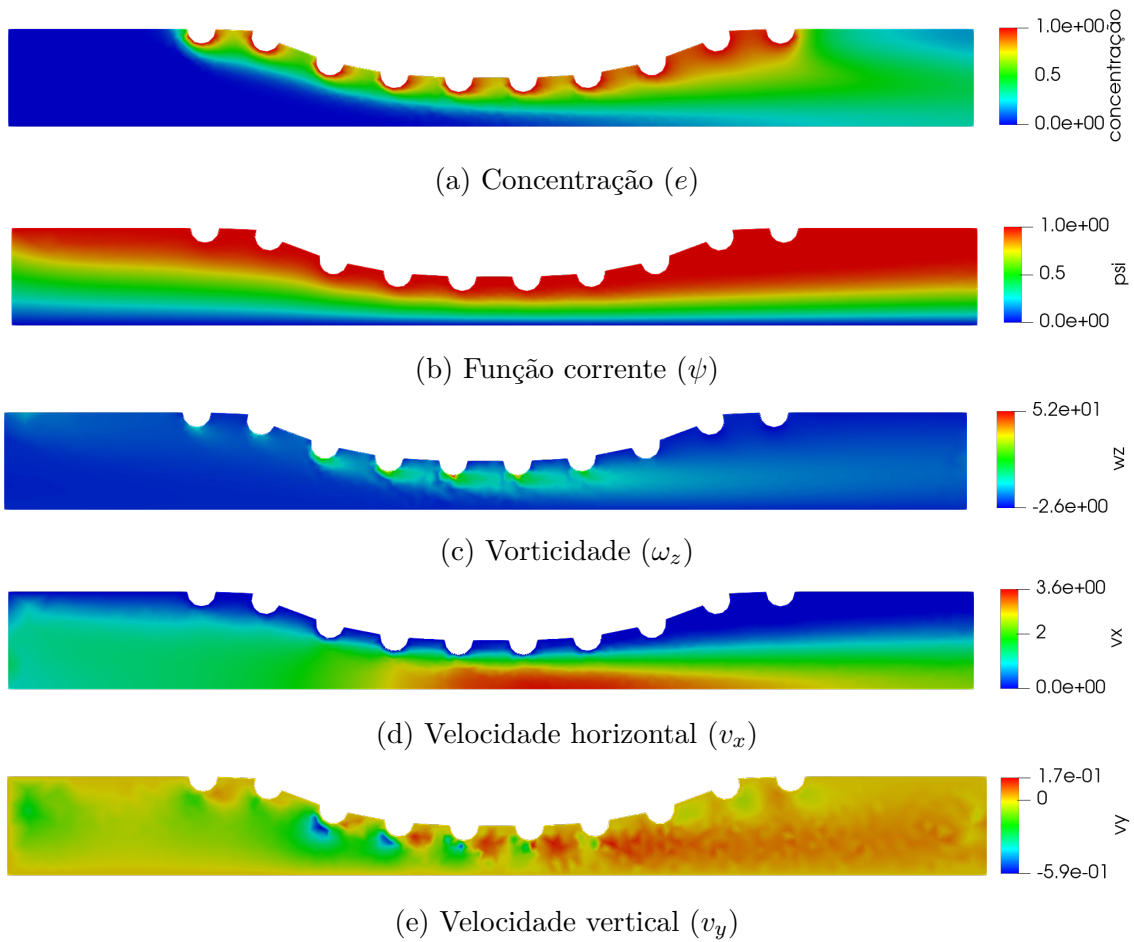 1.0e+00
0.5
0.0e+00
concentração
(a) Concentração (e)
1.0e+00
0.5
0.0e+00
psi
(b) Função corrente (ψ)
5.2e+01
-2.6e+00
wz
(c) Vorticidade (ω_z)
3.6e+00
2
0.0e+00
vx
(d) Velocidade horizontal (v_x)
1.7e-01
0
-5.9e-01
vy
(e) Velocidade vertical (v_y)